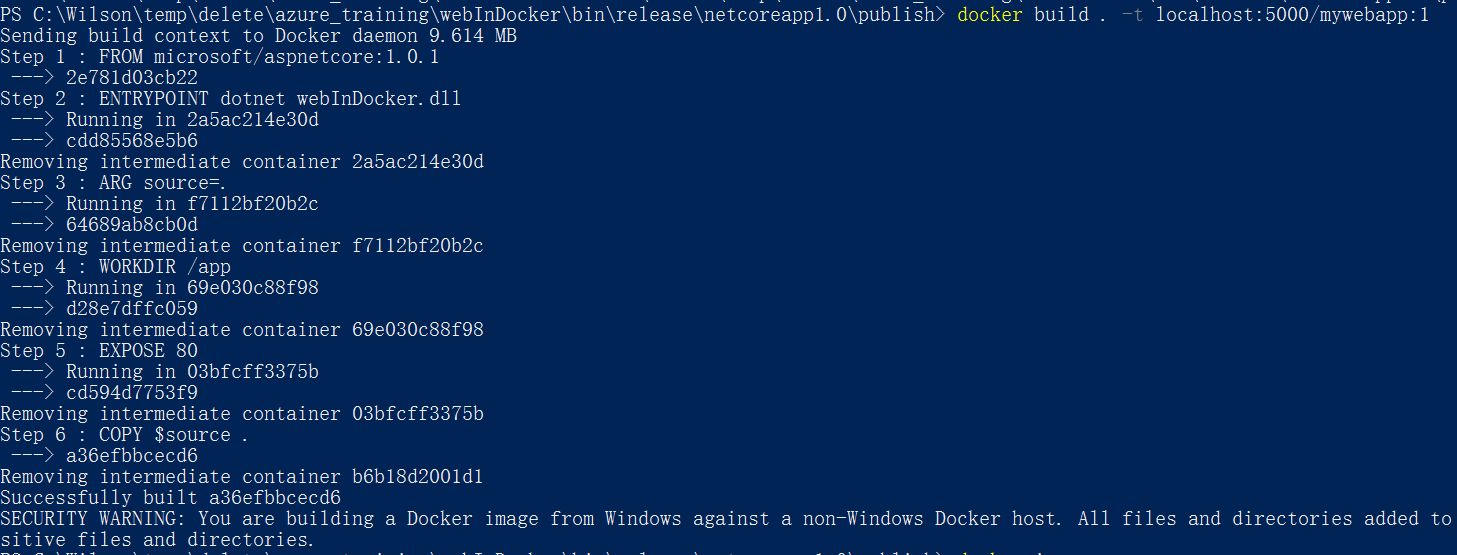 PS C:\Wilson\temp\delete\azure_training\webInDocker\bin\release\netcoreapp1.0\publish> docker build . -t localhost:5000/mywebapp:1
Sending build context to Docker daemon 9.614 MB
Step 1 : FROM microsoft/aspnetcore:1.0.1
 ---> 2e781d03cb22
Step 2 : ENTRYPOINT dotnet webInDocker.dll
 ---> Running in 2a5ac214e30d
 ---> cdd85568e5b6
Removing intermediate container 2a5ac214e30d
Step 3 : ARG source=.
 ---> Running in f7112bf20b2c
 ---> 64689ab8cb0d
Removing intermediate container f7112bf20b2c
Step 4 : WORKDIR /app
 ---> Running in 69e030c88f98
 ---> d28e7dffc059
Removing intermediate container 69e030c88f98
Step 5 : EXPOSE 80
 ---> Running in 03bfcff3375b
 ---> cd594d7753f9
Removing intermediate container 03bfcff3375b
Step 6 : COPY $source .
 ---> a36efbbcecd6
Removing intermediate container b6b18d2001d1
Successfully built a36efbbcecd6
SECURITY WARNING: You are building a Docker image from Windows against a non-Windows Docker host. All files and directories added to
sitive files and directories.